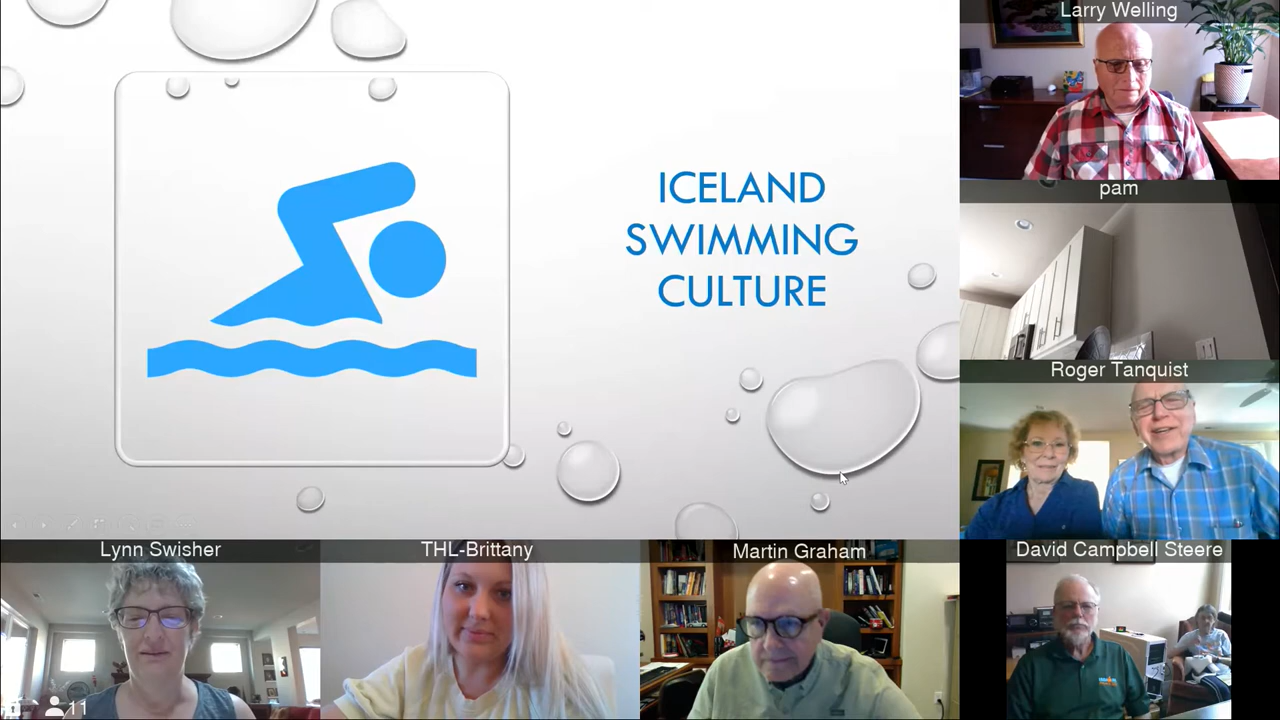 Larry Welling
ICELAND
SWIMMING
CULTURE
pam
Roger Tanquist
Lynn Swisher
THL-Brittany
Martin Graham
David Campbell Steere
11